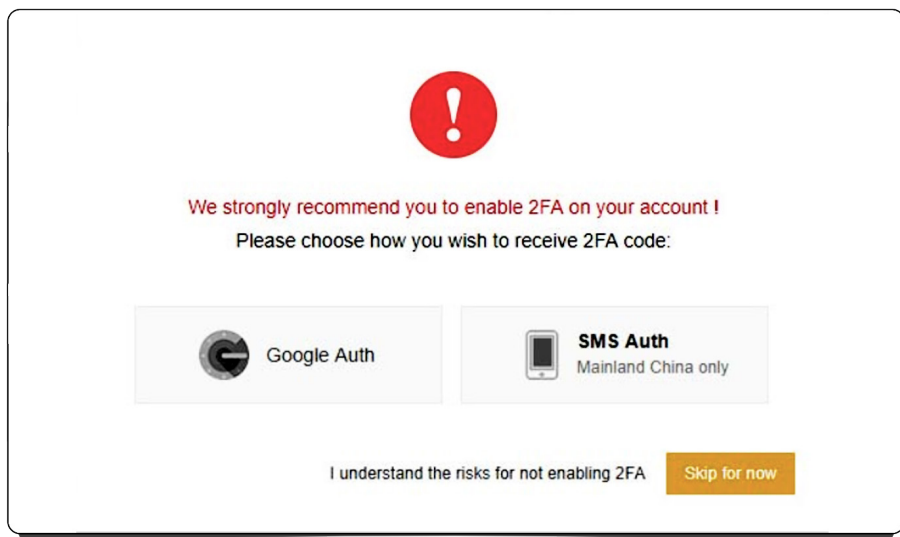 We strongly recommend you to enable 2FA on your account !
Please choose how you wish to receive 2FA code:
Google Auth
SMS Auth
Mainland China only
I understand the risks for not enabling 2FA
Skip for now